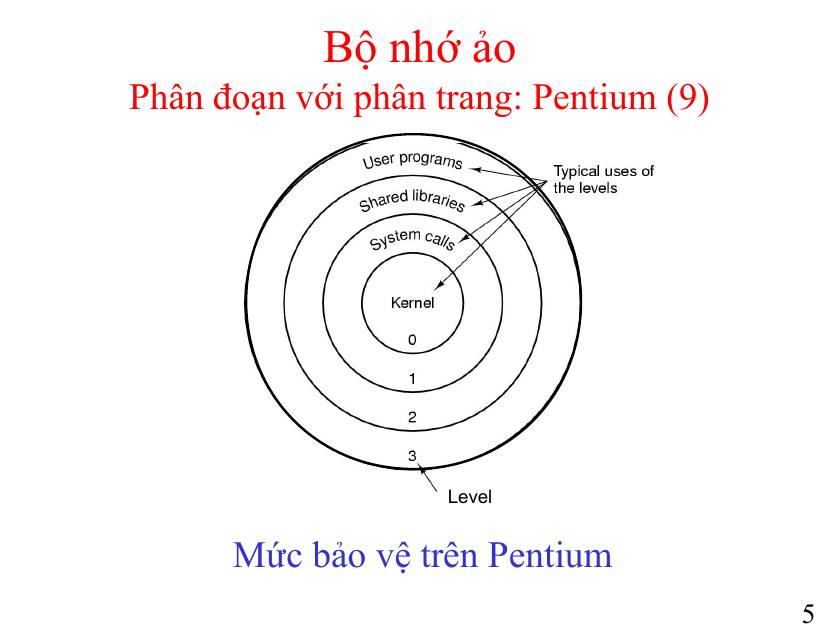 Bộ nhớ ảo
Phân đoạn với phân trang: Pentium (9)
User programs
Typical uses of
the levels
Shared libraries
System calls
Kernel
0
1
2
3
Level
Mức bảo vệ trên Pentium
5